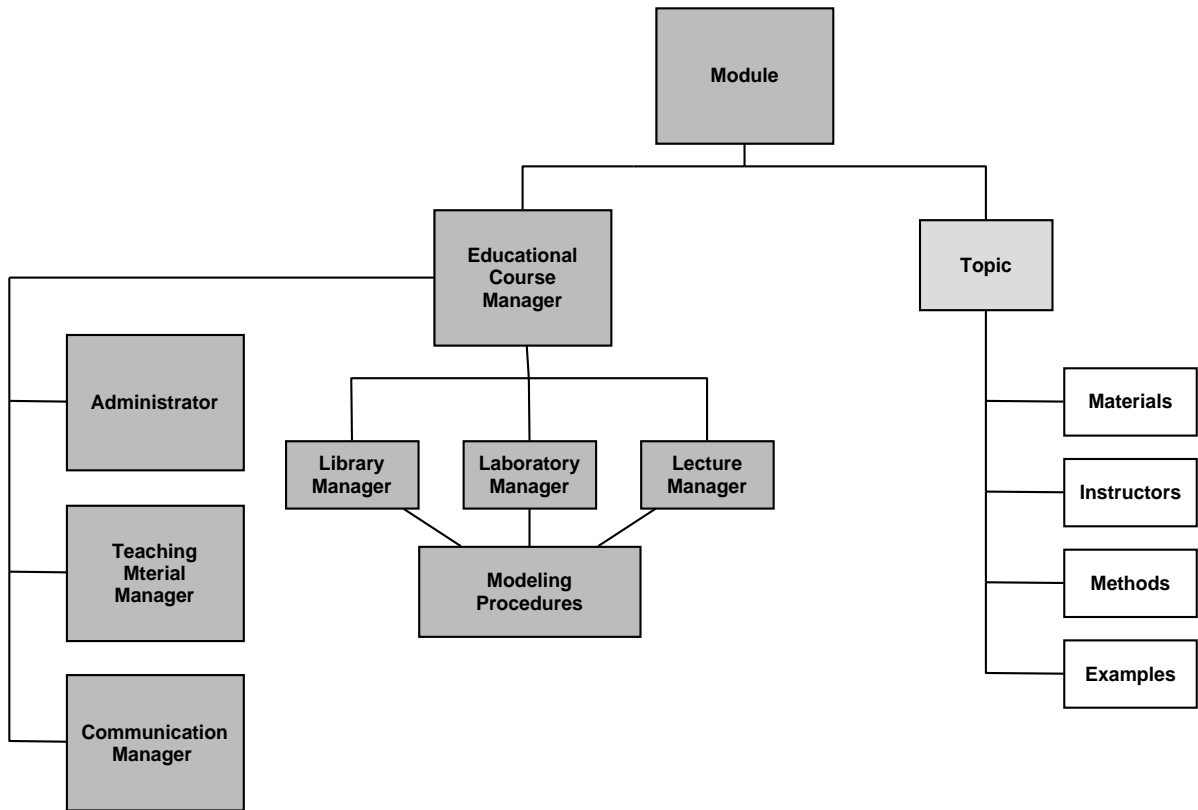 Module
Educational
Course
Manager
Topic
Administrator
Materials
Library
Manager
Laboratory
Manager
Lecture
Manager
Instructors
Teaching
Mterial
Manager
Modeling
Procedures
Methods
Examples
Communication
Manager